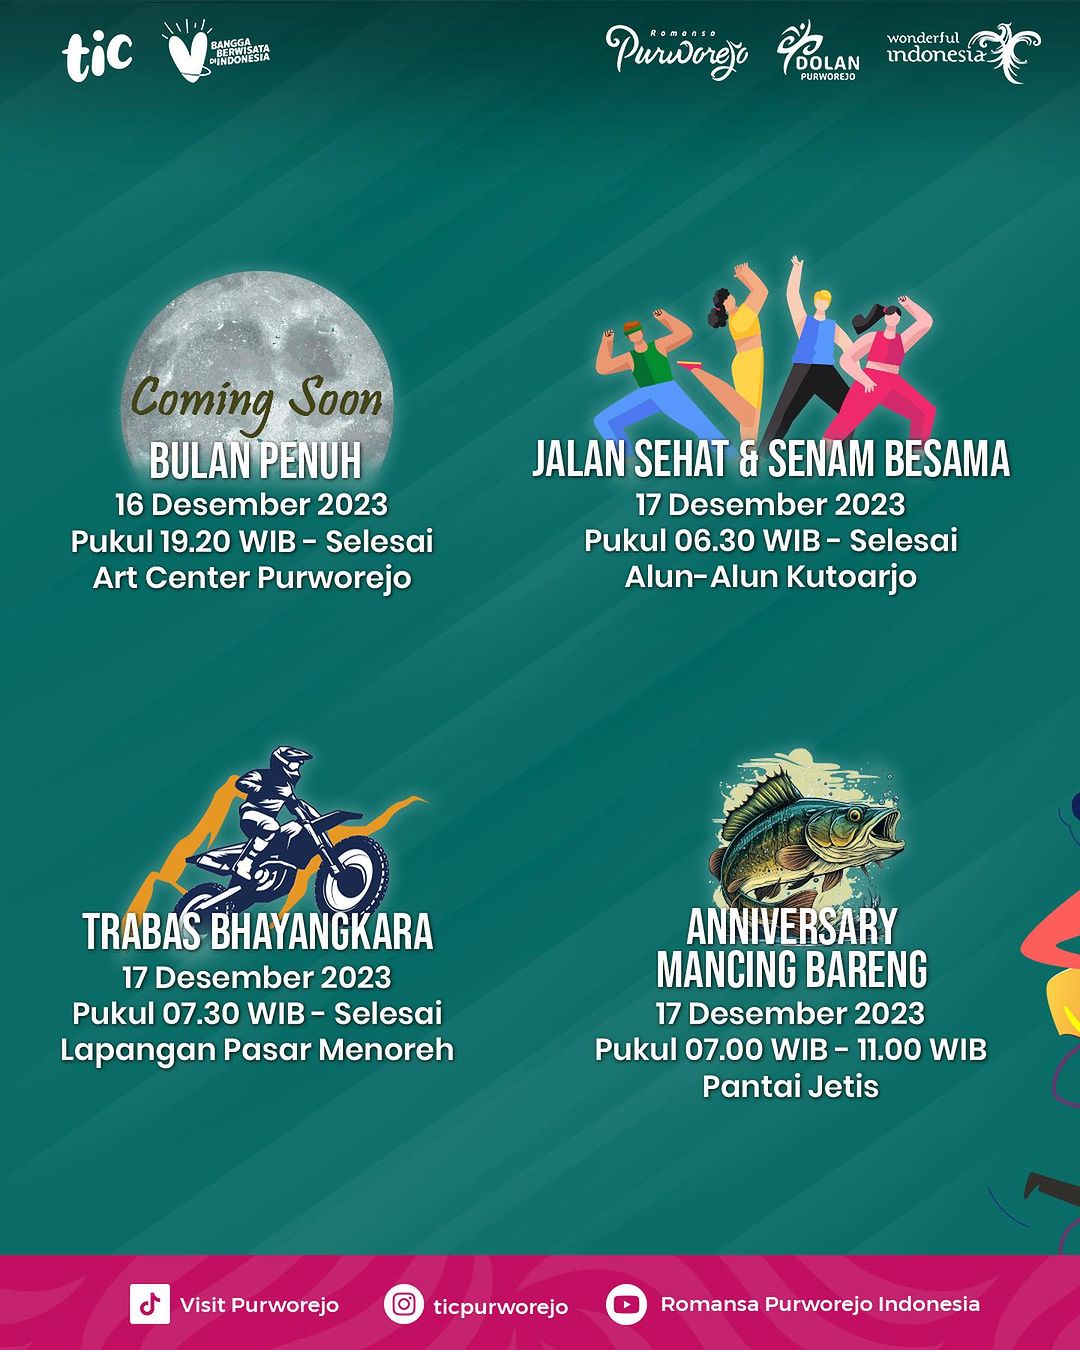 tic
BANGGA
BERWISATA
DI INDONESIA
Romansa
Purworejo
DOLAN
PURWOREJO
wonderful
indonesia
Coming Soon
BULAN PENUH
16 Desember 2023
Pukul 19.20 WIB - Selesai
Art Center Purworejo
JALAN SEHAT & SENAM BESAMA
17 Desember 2023
Pukul 06.30 WIB - Selesai
Alun-Alun Kutoarjo
TRABAS BHAYANGKARA
17 Desember 2023
Pukul 07.30 WIB - Selesai
Lapangan Pasar Menoreh
ANNIVERSARY
MANCING BARENG
17 Desember 2023
Pukul 07.00 WIB - 11.00 WIB
Pantai Jetis
Visit Purworejo
ticpurworejo
Romansa Purworejo Indonesia